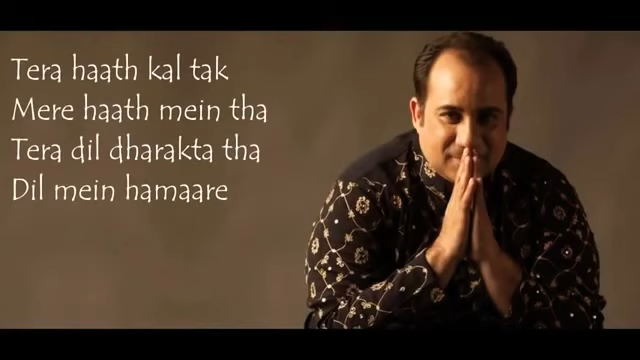 Tera haath kal tak
Mere haath mein tha
Tera dil dharakta tha
Dil mein hamaare